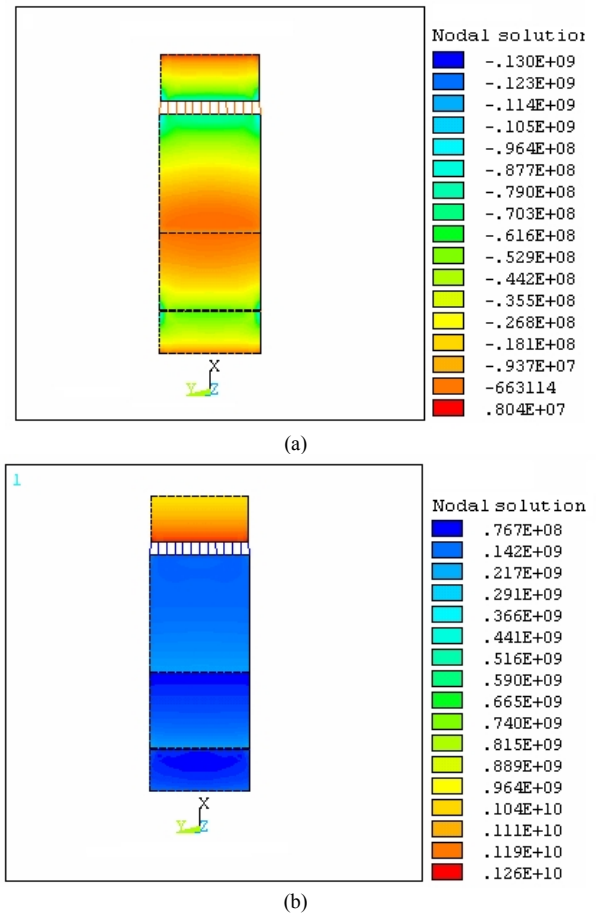 Nodal solution
-.130E+09
-.123E+09
-.114E+09
-.105E+09
-.964E+08
-.877E+08
-.790E+08
-.703E+08
-.616E+08
-.529E+08
-.442E+08
-.355E+08
-.268E+08
-.181E+08
-.937E+07
-663114
.804E+07
X
Y Z
(a)
1
Nodal solution
.767E+08
.142E+09
.217E+09
.291E+09
.366E+09
.441E+09
.516E+09
.590E+09
.665E+09
.740E+09
.815E+09
.889E+09
.964E+09
.104E+10
.111E+10
.119E+10
.126E+10
X
Y Z
(b)